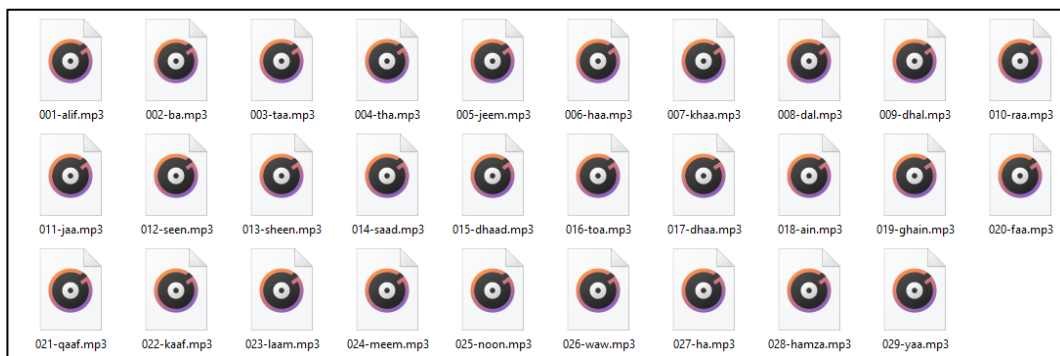 001-alif.mp3 002-ba.mp3 003-taa.mp3 004-tha.mp3 005-jeem.mp3 006-haa.mp3 007-khaa.mp3 008-dal.mp3 009-dhal.mp3 010-raa.mp3
011-jaa.mp3 012-seen.mp3 013-sheen.mp3 014-saad.mp3 015-dhaad.mp3 016-toa.mp3 017-dhaa.mp3 018-ain.mp3 019-ghain.mp3 020-faa.mp3
021-qaaf.mp3 022-kaaf.mp3 023-laam.mp3 024-meem.mp3 025-noon.mp3 026-waw.mp3 027-ha.mp3 028-hamza.mp3 029-yaa.mp3